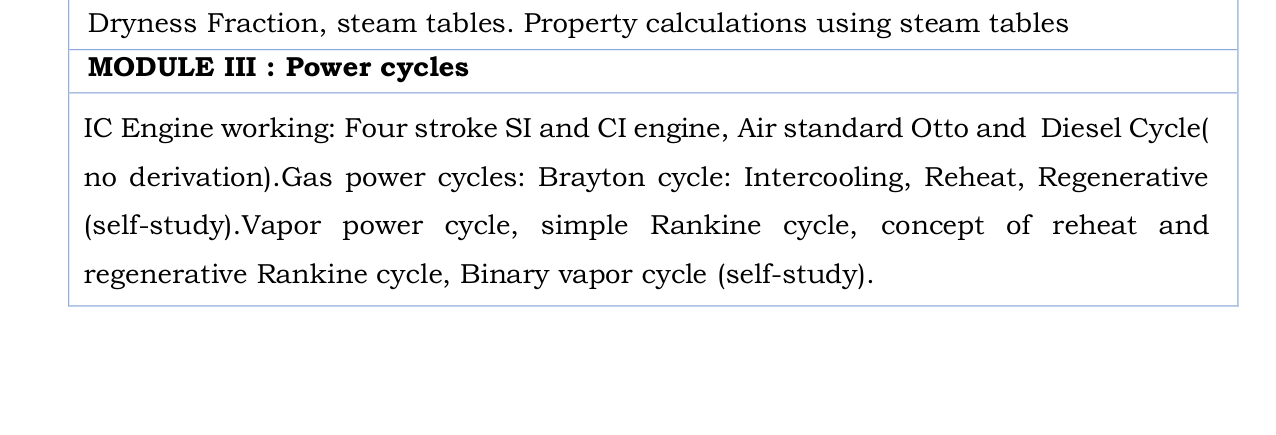 Dryness Fraction, steam tables. Property calculations using steam tables
MODULE III : Power cycles
IC Engine working: Four stroke SI and CI engine, Air standard Otto and  Diesel Cycle(
no derivation).Gas power cycles: Brayton cycle: Intercooling, Reheat, Regenerative
(self-study).Vapor power cycle, simple Rankine cycle, concept of reheat and
regenerative Rankine cycle, Binary vapor cycle (self-study).